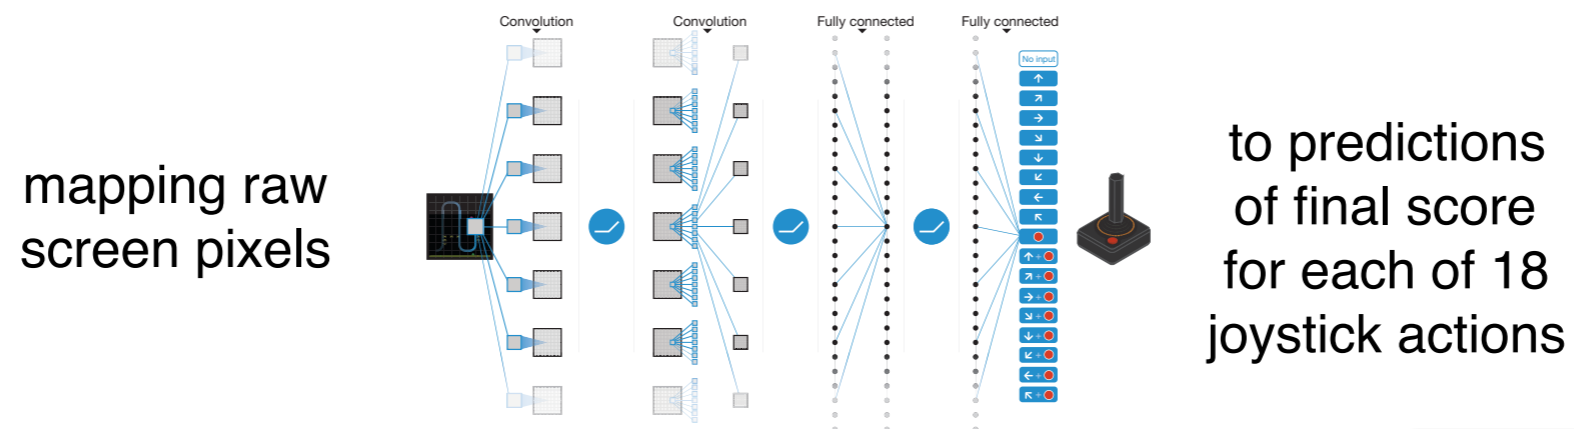 Convolution
Convolution
Fully connected
Fully connected
No input
mapping raw
screen pixels
to predictions
of final score
for each of 18
joystick actions